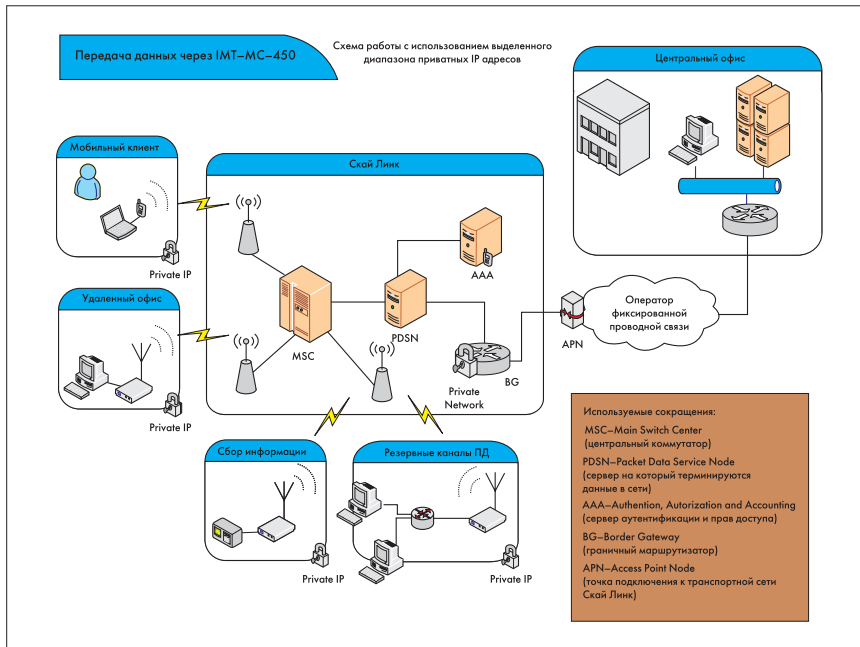 Передача данных через IMT–MC–450
Схема работы с использованием выделенного
диапазона приватных IP адресов
Центральный офис
Мобильный клиент
Private IP
Скай Линк
AAA
MSC
PDSN
Private
Network
BG
Удаленный офис
Private IP
APN
Оператор
фиксированной
проводной связи
Сбор информации
Private IP
Резервные каналы ПД
Private IP
Используемые сокращения:
MSC–Main Switch Center
(центральный коммутатор)
PDSN–Packet Data Service Node
(сервер на который терминируются
данные в сети)
AAA–Authention, Autorization and Accounting
(сервер аутентификации и прав доступа)
BG–Border Gateway
(граничный маршрутизатор)
APN–Access Point Node
(точка подключения к транспортной сети
Скай Линк)